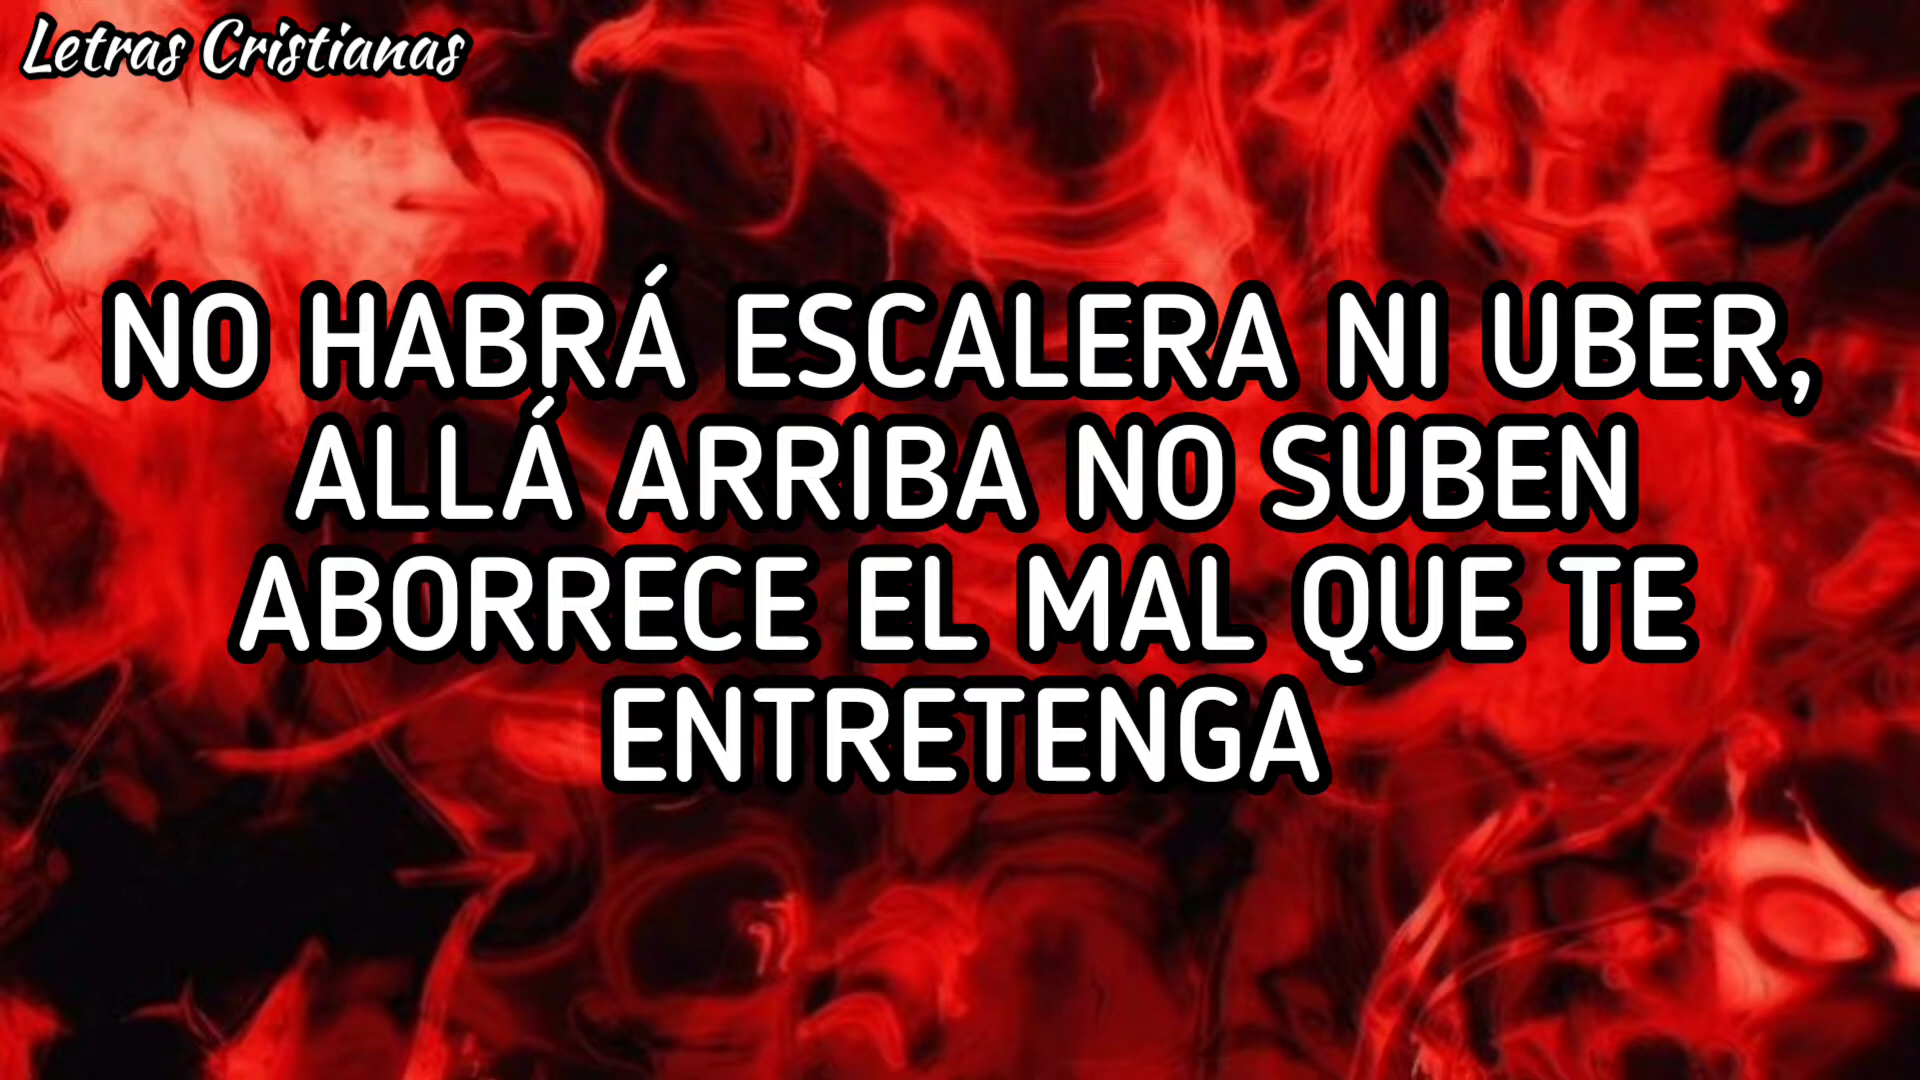 Letras Cristianas
NO HABRÁ ESCALERA NI UBER,
ALLÁ ARRIBA NO SUBEN
ABORRECE EL MAL QUE TE
ENTRETENGA